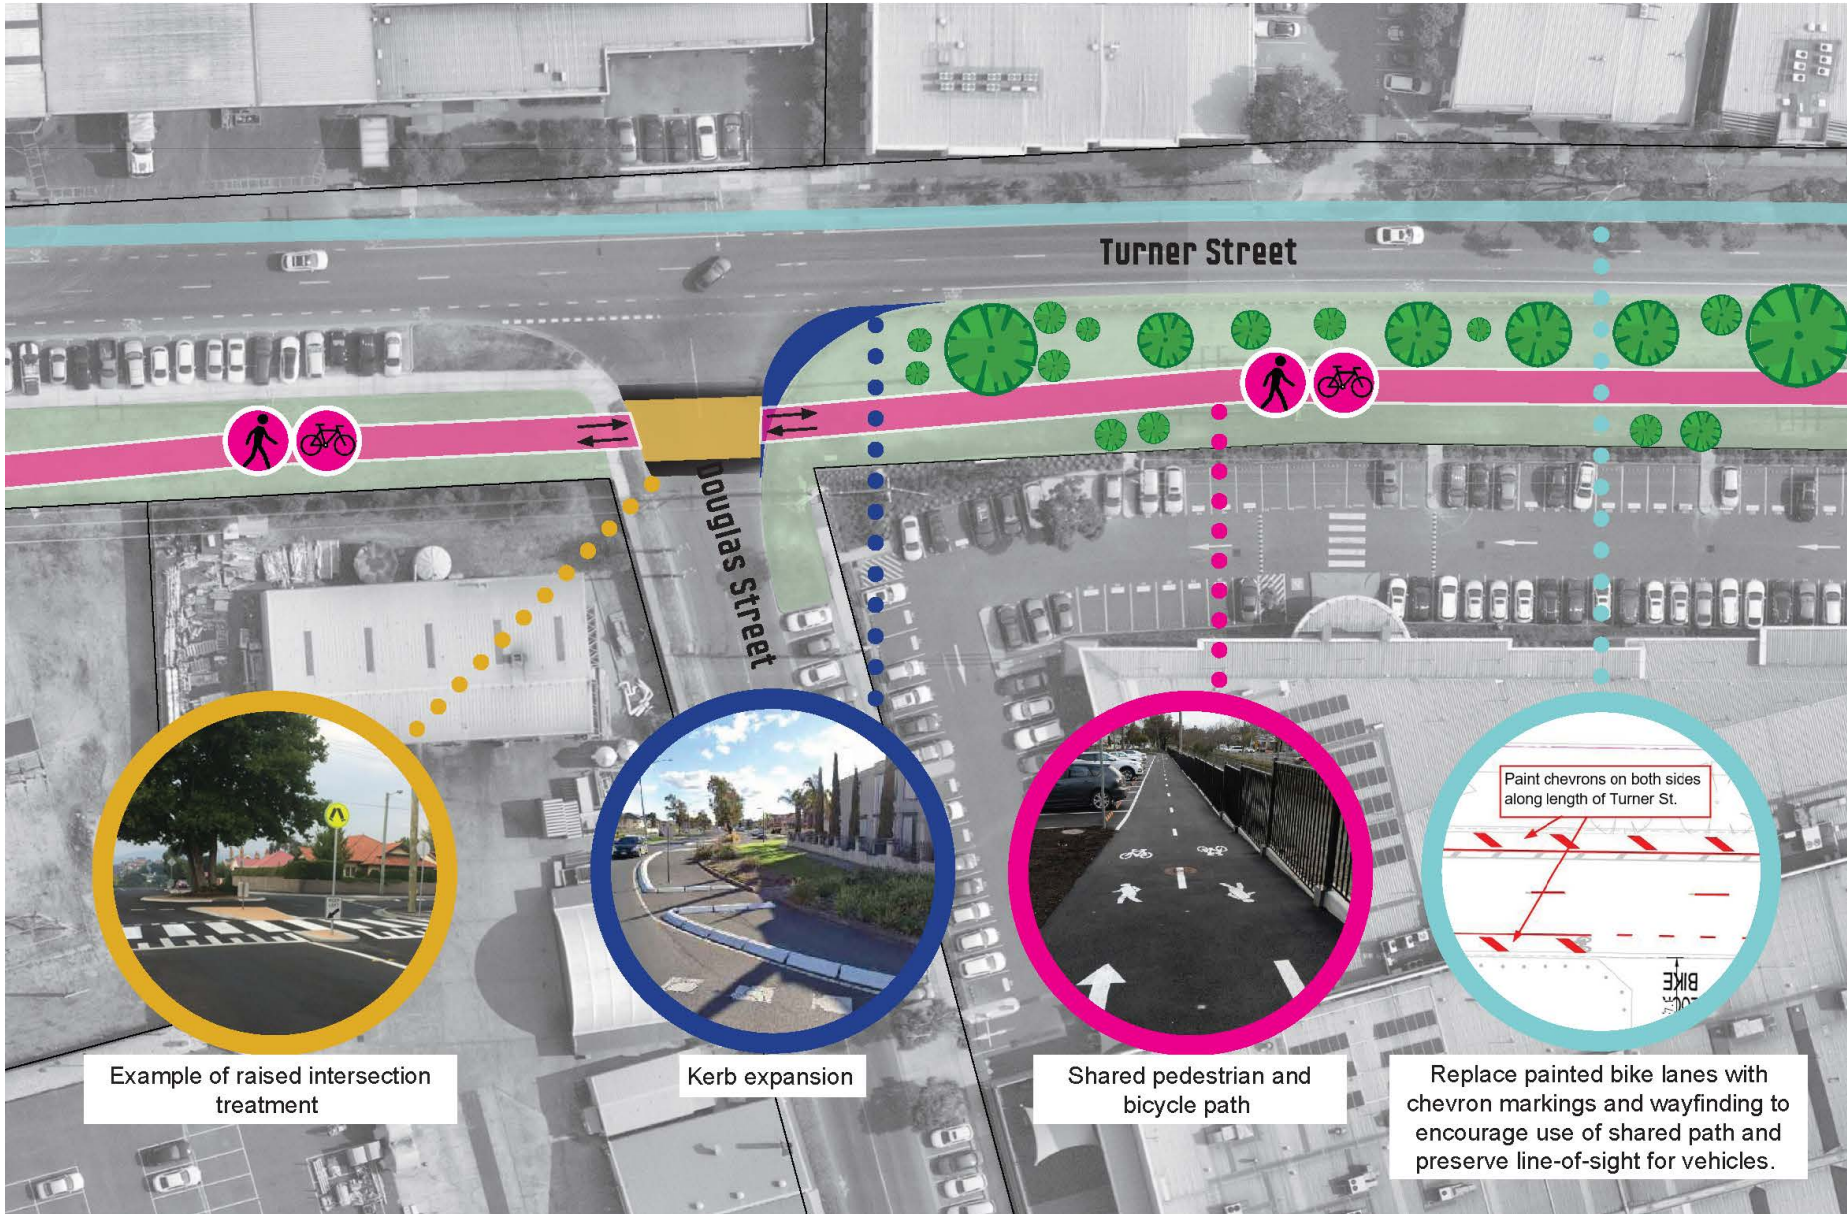 Turner Street
Douglas Street
Paint chevrons on both sides
along length of Turner St.
BIKE
Example of raised intersection
treatment
Kerb expansion
Shared pedestrian and
bicycle path
Replace painted bike lanes with
chevron markings and wayfinding to
encourage use of shared path and
preserve line-of-sight for vehicles.